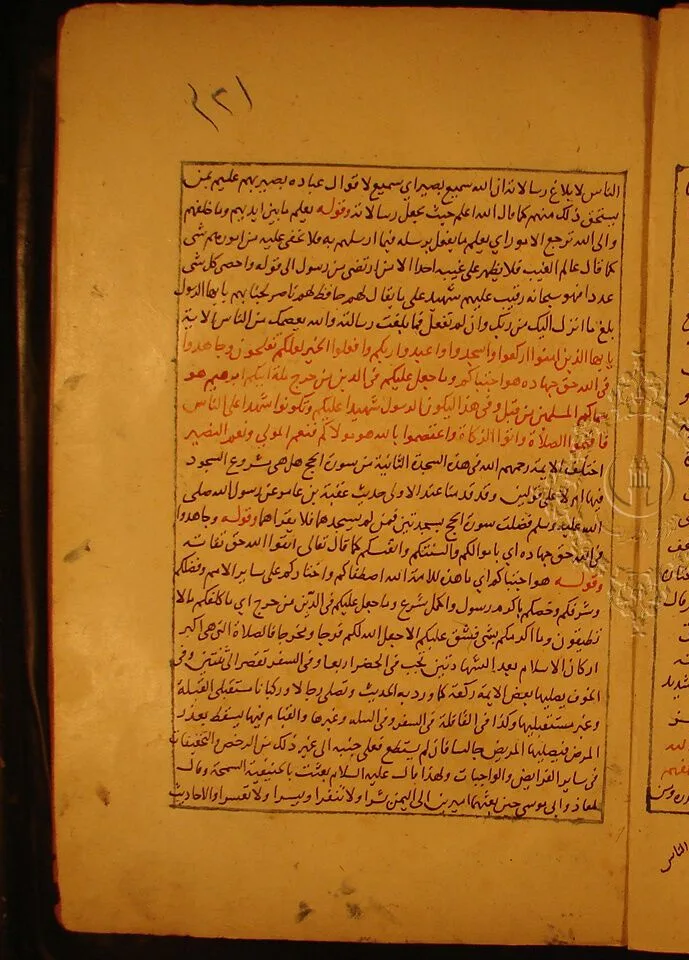 ٣٢١
الناس لابلاغ رسالاته ان الله سميع بصير اي سميع لاقوال عباده بصير بهم عليم بمن
يستحق ذلك منهم كما قال الله اعلم حيث يجعل رسالاته وقوله يعلم ما بين ايديهم وما خلفهم
والى الله ترجع الامور اي يعلم ما يفعل برسله فيما ارسلهم به فلا يخفى عليه من امورهم شي
كما قال عالم الغيب فلا يظهر على غيبه احدا الا من ارتضى من رسول الى قوله واحصى كل شي
عددا فهو سبحانه رقيب عليهم شهيد على ما يقال لهم حافظ لهم ناصر لجنابهم يا ايها الرسول
بلغ ما انزل اليك من ربك وان لم تفعل فما بلغت رسالته والله يعصمك من الناس الاية
يا يها الذين امنوا اركعوا واسجدوا واعبدوا ربكم وافعلوا الخير لعلكم تفلحون وجاهدوا
في الله حق جهاده هو اجتباكم وما جعل عليكم في الدين من حرج ملة ابيكم ابرهيم هو
سماكم المسلمين من قبل وفي هذا ليكون الرسول شهيدا عليكم وتكونوا شهدا على الناس
فاقيموا الصلاة واتوا الزكاة واعتصموا بالله هو مولاكم فنعم المولى ونعم النصير
اختلف الايمة رحمهم الله في هذه السجدة الثانية من سورة الحج هل هي مشروع السجود
فيها ام لا على قولين وقد قدمنا عند الاولى حديث عقبة بن عامر عن رسول الله صلى
الله عليه وسلم فضلت سورة الحج بسجدتين فمن لم يسجدهما فلا يقراهما وقوله وجاهدوا
في الله حق جهاده اي باموالكم والسنتكم وانفسكم كما قال تعالى اتقوا الله حق تقاته
وقوله هو اجتباكم اي يا هذه الامة الله اصطفاكم واختاركم على ساير الامم وفضلكم
وشرفكم وخصكم باكرم رسول واكمل شرع وما جعل عليكم في الدين من حرج اي ما كلفكم ما لا
تطيقون وما الزمكم بشي فشق عليكم الا جعل الله لكم فرجا ومخرجا فالصلاة التي هي اكبر
اركان الاسلام بعد الشهادتين تجب في الحضر اربعا وفي السفر تقصر الى ثنتين وفي
الخوف يصليها بعض الايمة ركعة كما ورد به الحديث وتصلى رجالا وركبانا مستقبلي القبلة
وغير مستقبليها وكذا في النافلة في السفر وفي السلم وغيرها والقيام فيها يسقط بعذر
المرض فيصليها المريض جالسا فان لم يستطع فعلى جنبه الى غير ذلك من الرخص والتخفيفات
في ساير الفرايض والواجبات ولهذا قال عليه السلام بعثت بالحنيفية السمحة وقال
لمعاذ وابي موسى حين بعثهما اميرين الى اليمن بشرا ولا تنفرا ويسرا ولا تعسرا والاحاديث
الناس